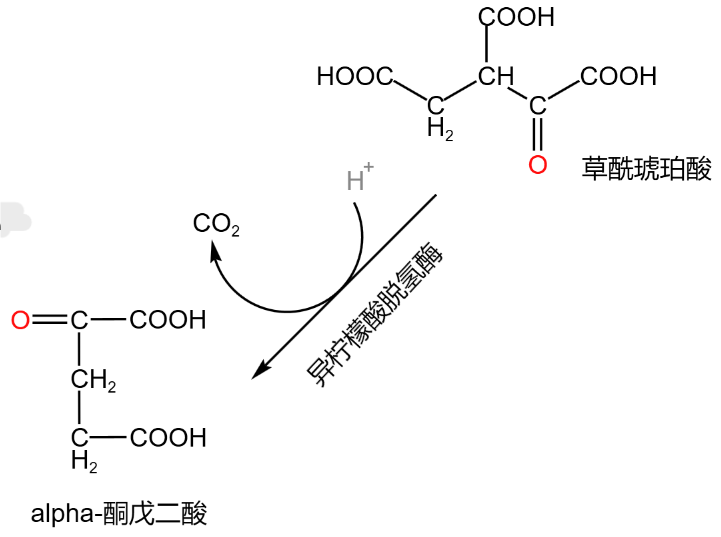 COOH
HOOC CH COOH
C C
H2
O 草酰琥珀酸
H+
CO2
异柠檬酸脱氢酶
O C COOH
CH2
C COOH
H2
alpha-酮戊二酸